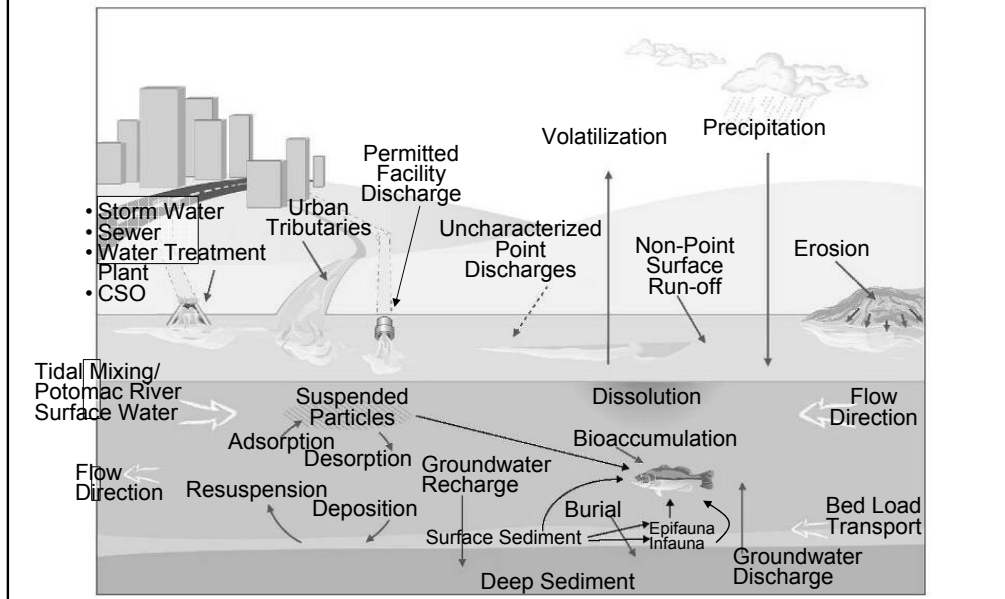 Volatilization
Precipitation
Permitted
Facility
Discharge
• Storm Water
• Sewer
• Water Treatment
Plant
• CSO
Urban
Tributaries
Uncharacterized
Point
Discharges
Non-Point
Surface
Run-off
Erosion
Tidal Mixing/
Potomac River
Surface Water
Suspended
Particles
Dissolution
Flow
Direction
Adsorption
Desorption
Bioaccumulation
Flow
Direction
Resuspension
Deposition
Groundwater
Recharge
Burial
Surface Sediment
Epifauna
Infauna
Bed Load
Transport
Groundwater
Discharge
Deep Sediment